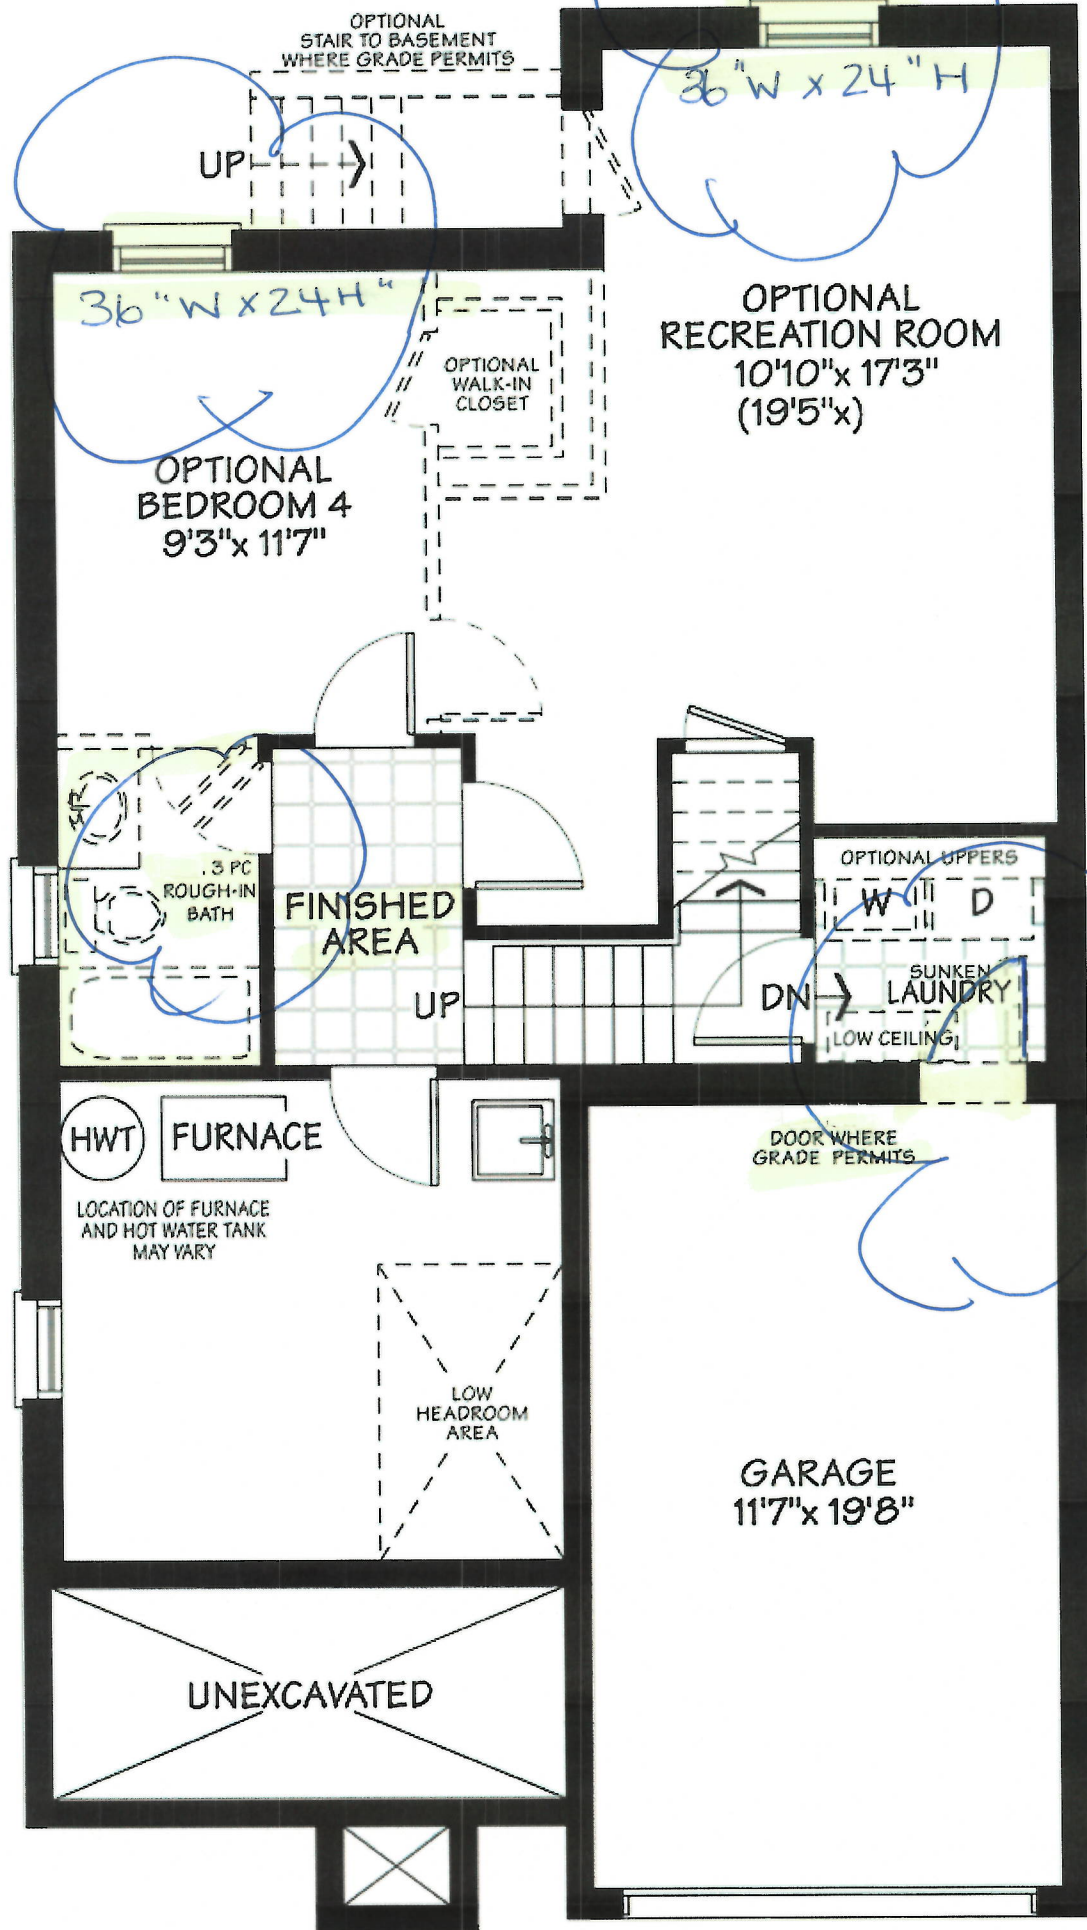 OPTIONAL
STAIR TO BASEMENT
WHERE GRADE PERMITS
36"W x 24"H
UP
36"W x 24H"
OPTIONAL
RECREATION ROOM
10'10"x 17'3"
(19'5"x)
OPTIONAL
WALK-IN
CLOSET
OPTIONAL
BEDROOM 4
9'3"x 11'7"
3 PC
ROUGH-IN
BATH
FINISHED
AREA
OPTIONAL UPPERS
W
D
UP
DN
SUNKEN
LAUNDRY
LOW CEILING
HWT
FURNACE
LOCATION OF FURNACE
AND HOT WATER TANK
MAY VARY
DOOR WHERE
GRADE PERMITS
LOW
HEADROOM
AREA
GARAGE
11'7"x 19'8"
UNEXCAVATED